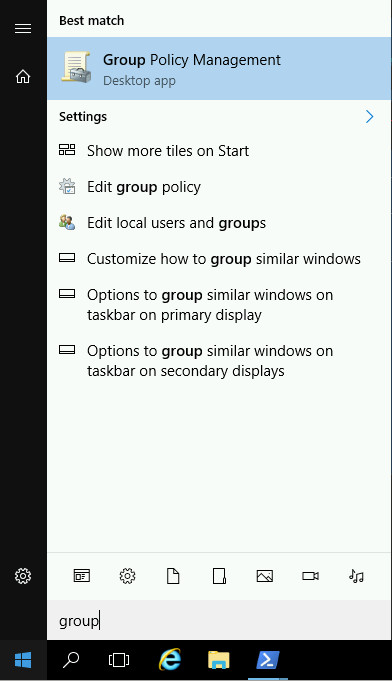 Best match
Group Policy Management
Desktop app
Settings
Show more tiles on Start
Edit group policy
Edit local users and groups
Customize how to group similar windows
Options to group similar windows on
taskbar on primary display
Options to group similar windows on
taskbar on secondary displays
group